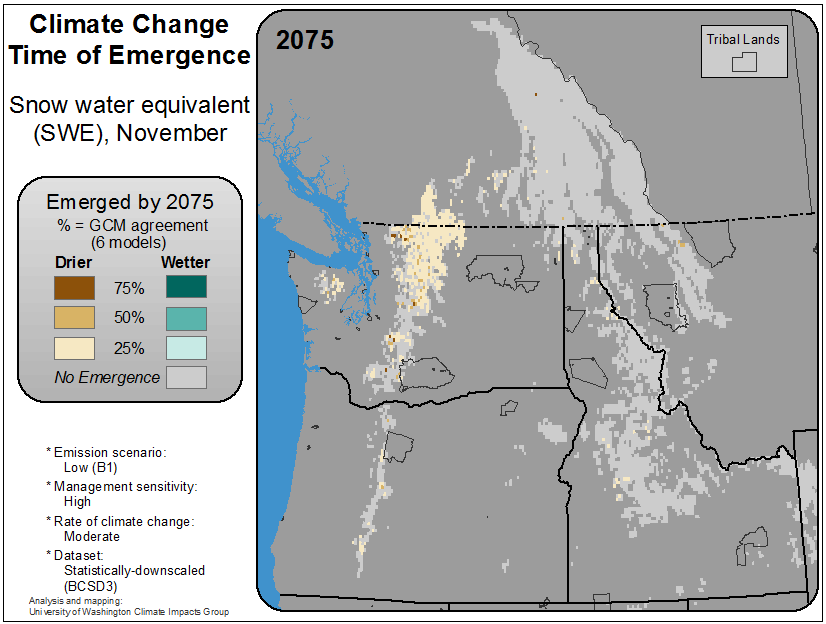 Climate Change
Time of Emergence
Snow water equivalent
(SWE), November
Emerged by 2075
% = GCM agreement
(6 models)
Drier Wetter
75%
50%
25%
No Emergence
* Emission scenario:
Low (B1)
* Management sensitivity:
High
* Rate of climate change:
Moderate
* Dataset:
Statistically-downscaled
(BCSD3)
Analysis and mapping:
University of Washington Climate Impacts Group
2075
Tribal Lands